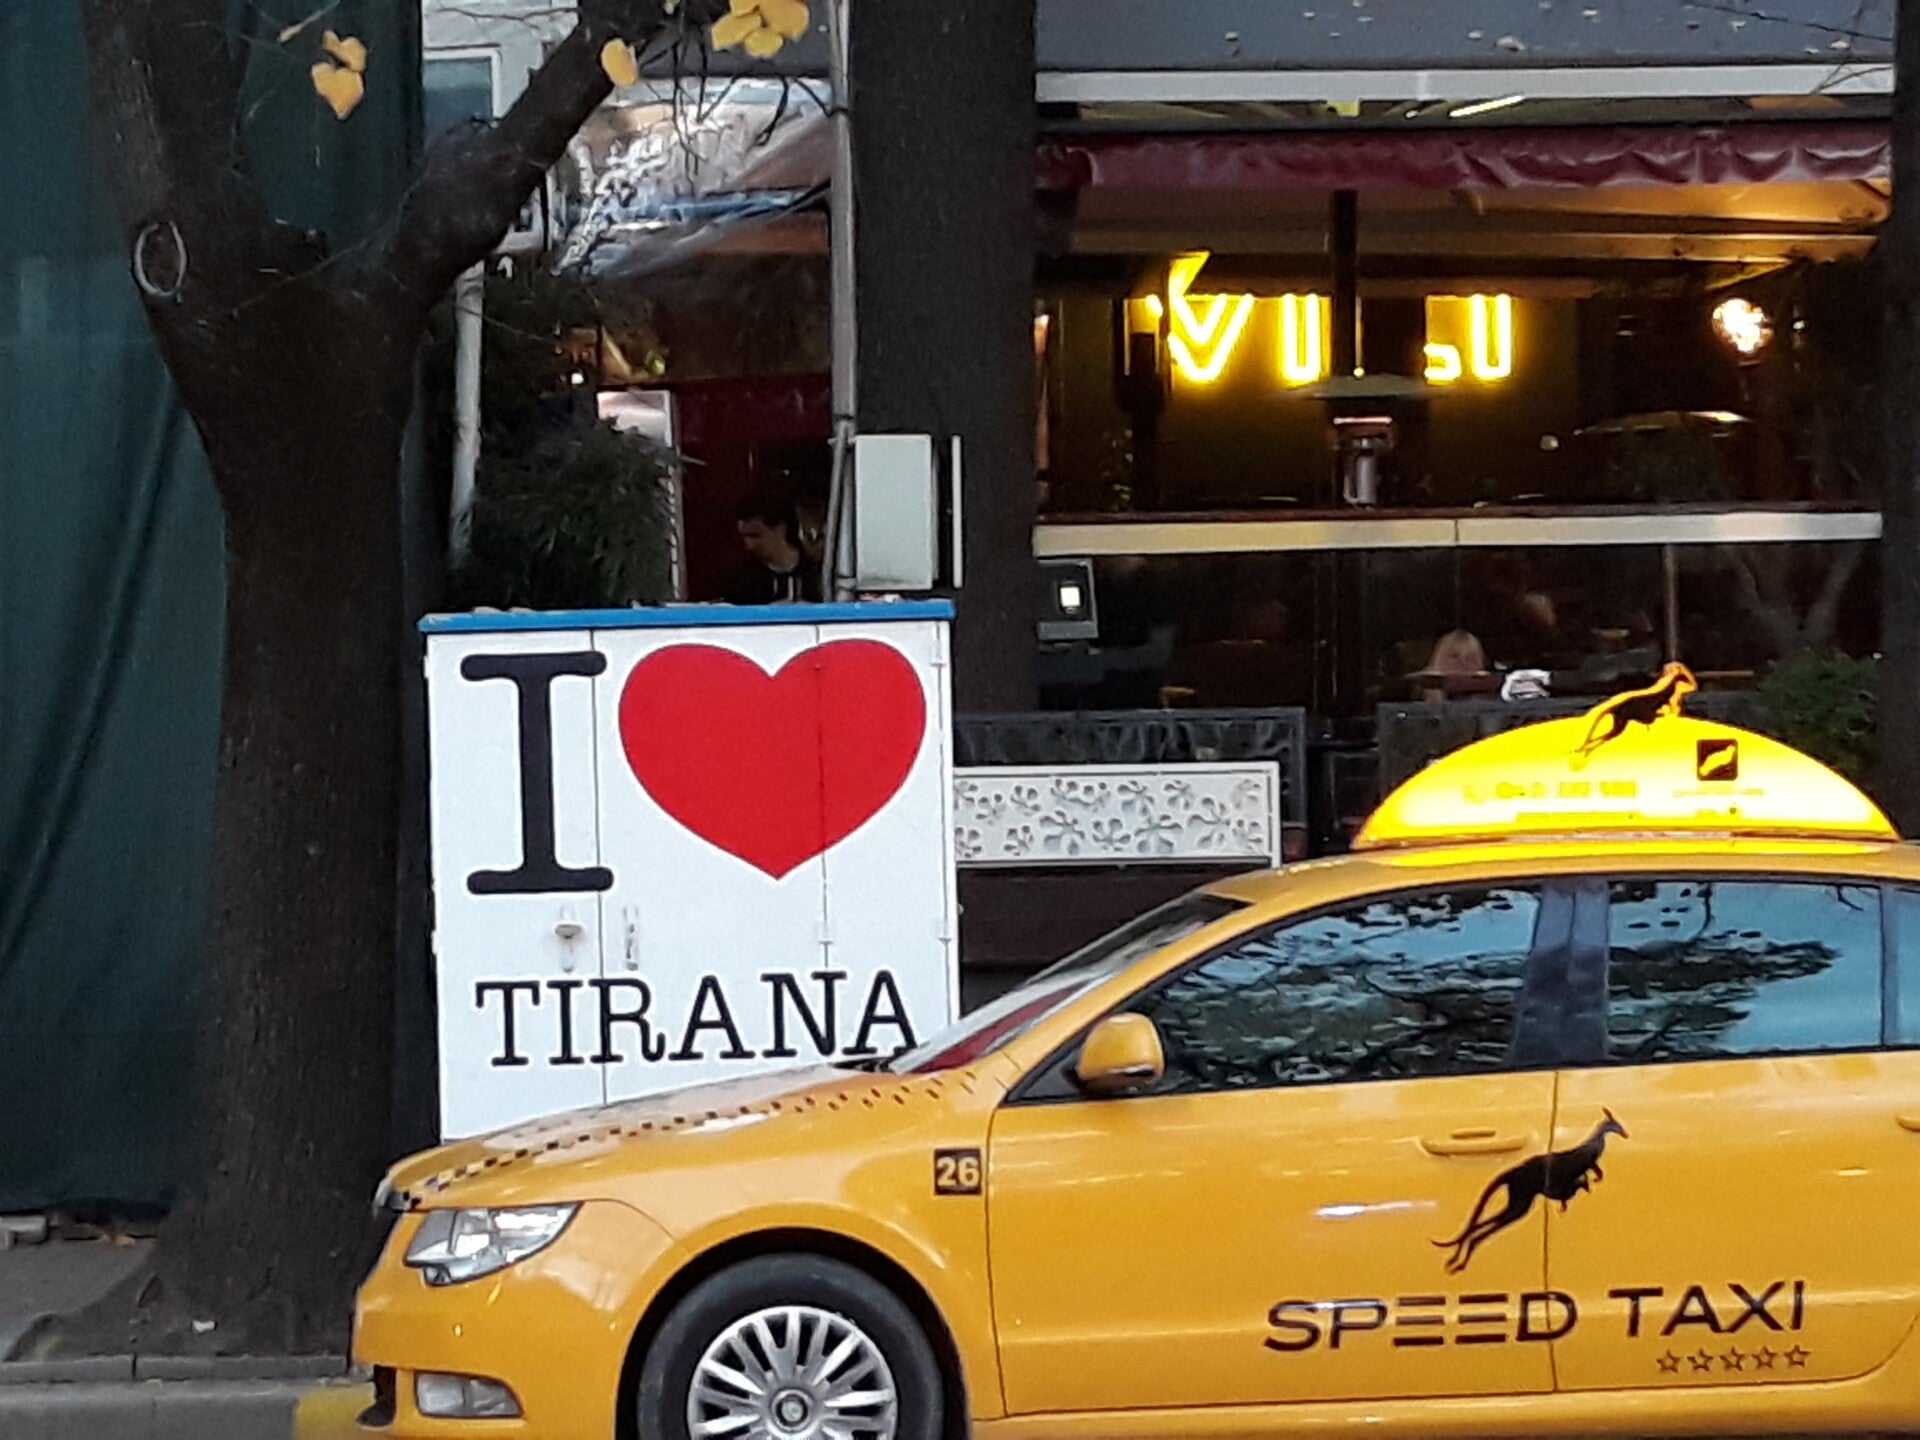 I
TIRANA
26
SPEED TAXI